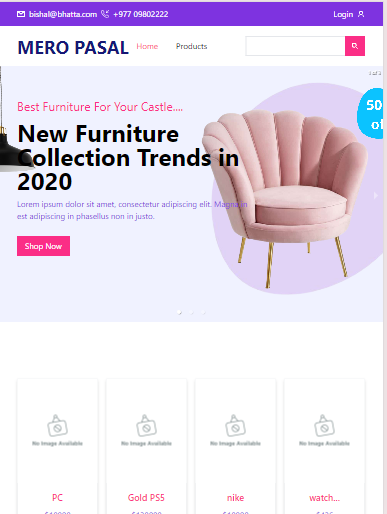 bishal@bhatta.com +977 09802222 Login
MERO PASAL Home Products
50%
of
Best Furniture For Your Castle....
New Furniture
Collection Trends in
2020
Lorem ipsum dolor sit amet, consectetur adipiscing elit. Magna in
est adipiscing in phasellus non in justo.
Shop Now
No Image Available No Image Available No Image Available No Image Available
PC Gold PS5 nike watch...